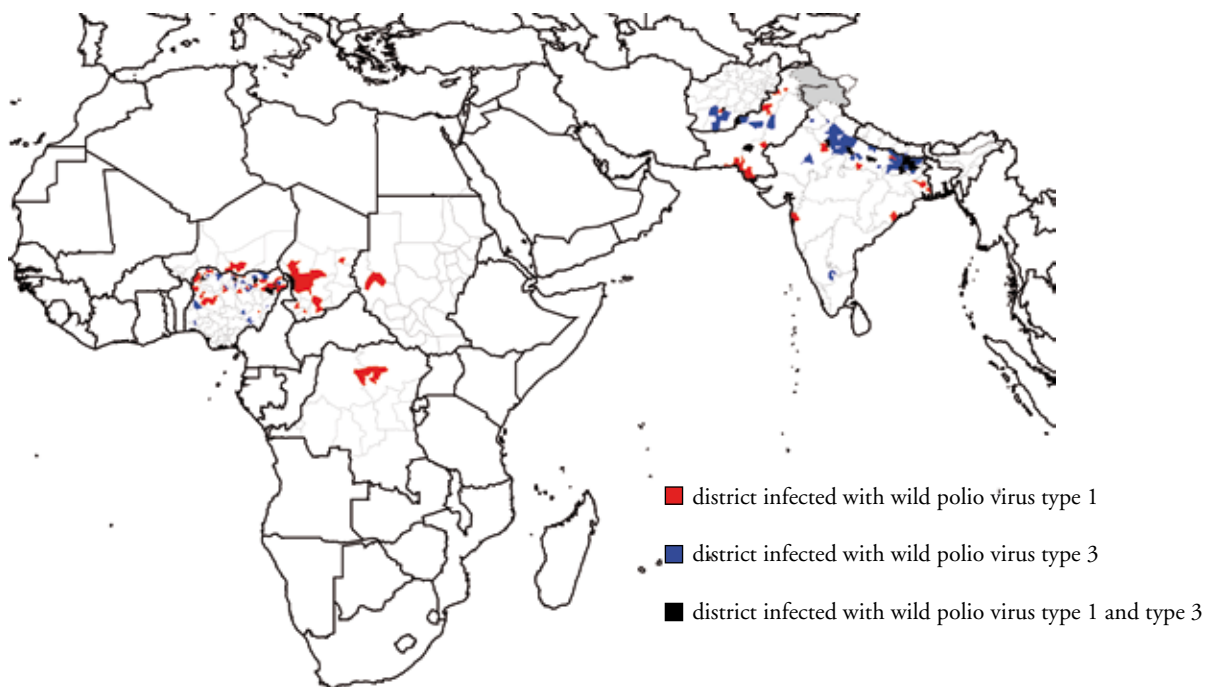 district infected with wild polio virus type 1
district infected with wild polio virus type 3
district infected with wild polio virus type 1 and type 3